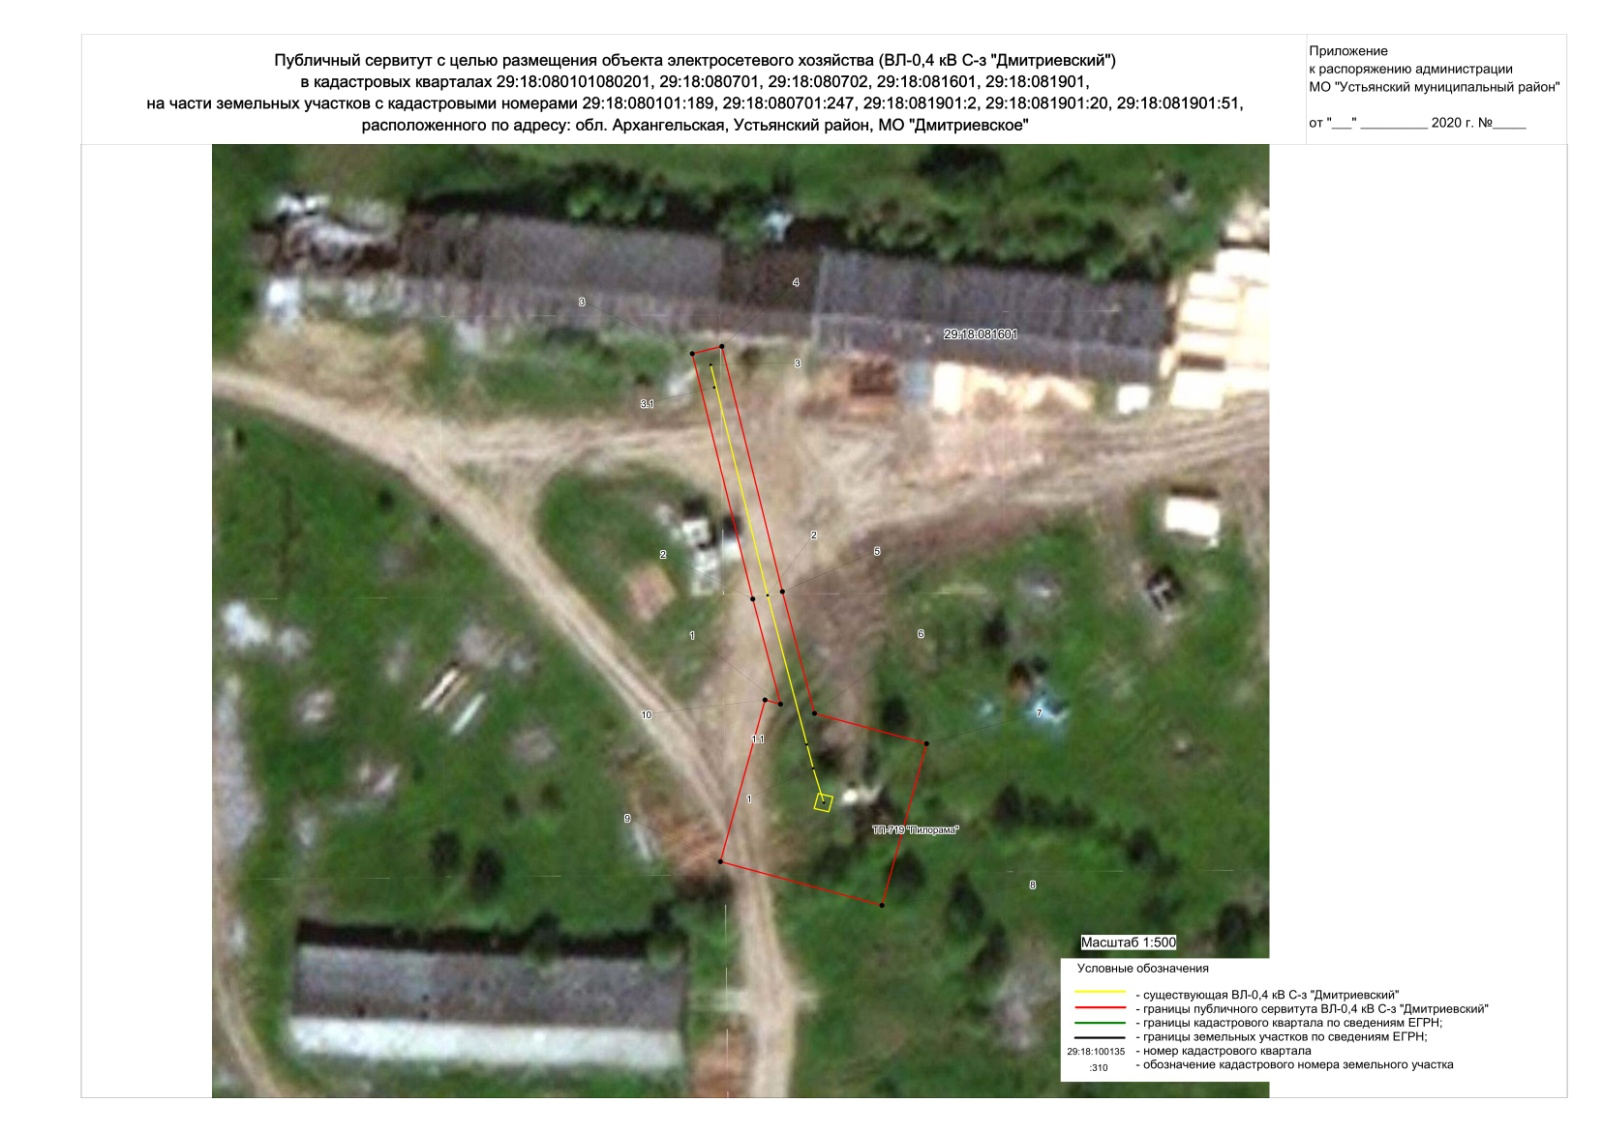 Публичный сервитут с целью размещения объекта электросетевого хозяйства (ВЛ-0,4 кВ С-з "Дмитриевский")
в кадастровых кварталах 29:18:080101080201, 29:18:080701, 29:18:080702, 29:18:081601, 29:18:081901,
на части земельных участков с кадастровыми номерами 29:18:080101:189, 29:18:080701:247, 29:18:081901:2, 29:18:081901:20, 29:18:081901:51,
расположенного по адресу: обл. Архангельская, Устьянский район, МО "Дмитриевское"
Приложение
к распоряжению администрации
МО "Устьянский муниципальный район"
от "___" _________ 2020 г. №____
4
3
29:18:081601
3
3.1
2
5
2
6
1
10
7
1.1
1
9
ТП-719 "Пилорама"
8
Масштаб 1:500
Условные обозначения
- существующая ВЛ-0,4 кВ С-з "Дмитриевский"
- границы публичного сервитута ВЛ-0,4 кВ С-з "Дмитриевский"
- границы кадастрового квартала по сведениям ЕГРН;
- границы земельных участков по сведениям ЕГРН;
29:18:100135 - номер кадастрового квартала
:310 - обозначение кадастрового номера земельного участка